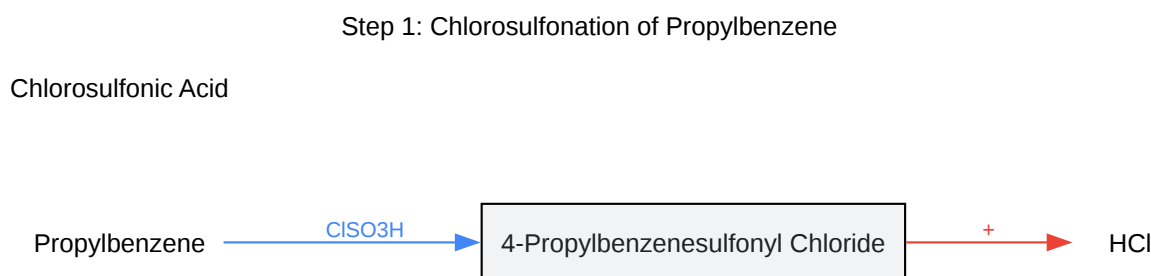 Step 1: Chlorosulfonation of Propylbenzene
Chlorosulfonic Acid
ClSO3H
Propylbenzene
4-Propylbenzenesulfonyl Chloride
+
HCl